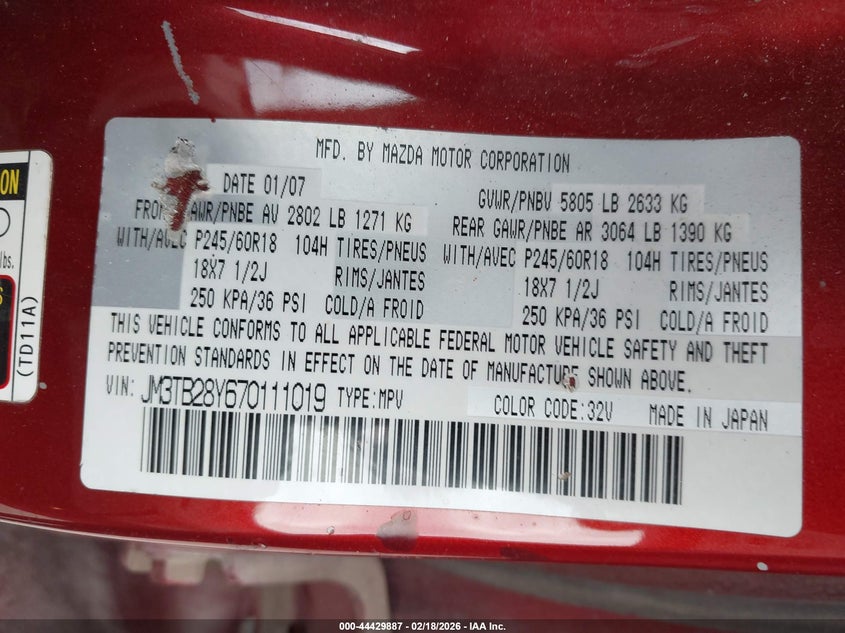 MFD. BY MAZDA MOTOR CORPORATION
DATE 01/07
GVWR/PNBV 5805 LB 2633 KG
GAWR/PNBE AV 2802 LB 1271 KG
REAR GAWR/PNBE AR 3064 LB 1390 KG
WITH/AVEC P245/60R18 104H TIRES/PNEUS
WITH/AVEC P245/60R18 104H TIRES/PNEUS
18X7 1/2J RIMS/JANTES
18X7 1/2J RIMS/JANTES
250 KPA/36 PSI COLD/A FROID
250 KPA/36 PSI COLD/A FROID
THIS VEHICLE CONFORMS TO ALL APPLICABLE FEDERAL MOTOR VEHICLE SAFETY AND THEFT
PREVENTION STANDARDS IN EFFECT ON THE DATE OF MANUFACTURE SHOWN ABOVE.
VIN: JM3TB28Y670111019 TYPE:MPV
COLOR CODE:32V MADE IN JAPAN
lbs.
(TD11A)
000-44429887 - 02/18/2026 - IAA Inc.